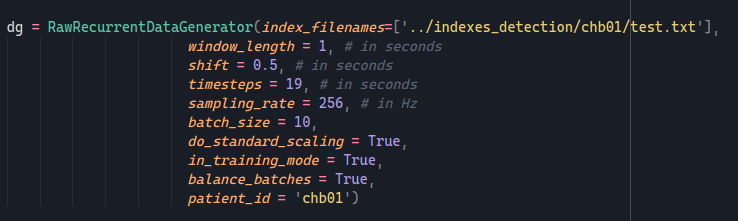 dg = RawRecurrentDataGenerator(index_filenames=['../indexes_detection/chb01/test.txt'],
window_length = 1, # in seconds
shift = 0.5, # in seconds
timesteps = 19, # in seconds
sampling_rate = 256, # in Hz
batch_size = 10,
do_standard_scaling = True,
in_training_mode = True,
balance_batches = True,
patient_id = 'chb01')